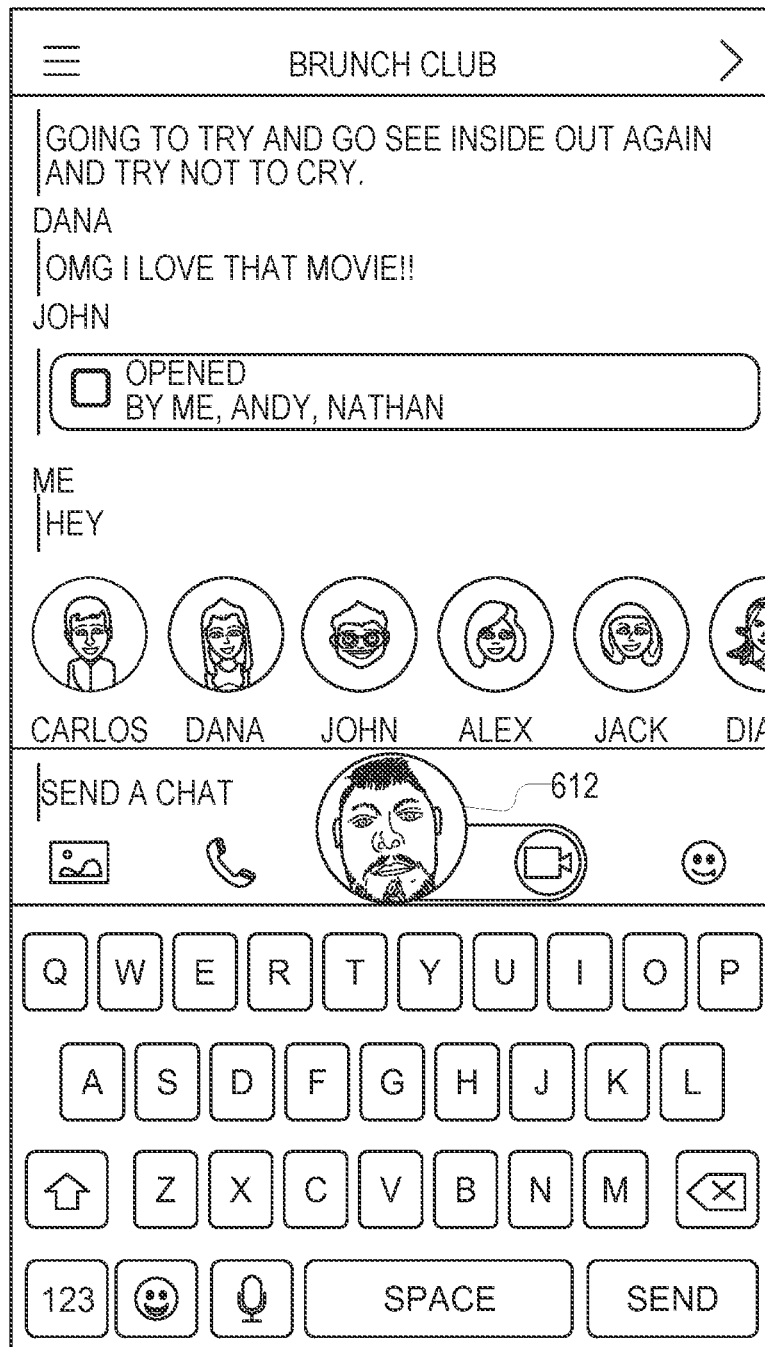 BRUNCH CLUB
GOING TO TRY AND GO SEE INSIDE OUT AGAIN
AND TRY NOT TO CRY.
DANA
OMG I LOVE THAT MOVIE!!
JOHN
OPENED
BY ME, ANDY, NATHAN
ME
HEY
CARLOS DANA JOHN ALEX JACK DIA
SEND A CHAT 612
Q W E R T Y U I O P
A S D F G H J K L
Z X C V B N M
123 SPACE SEND